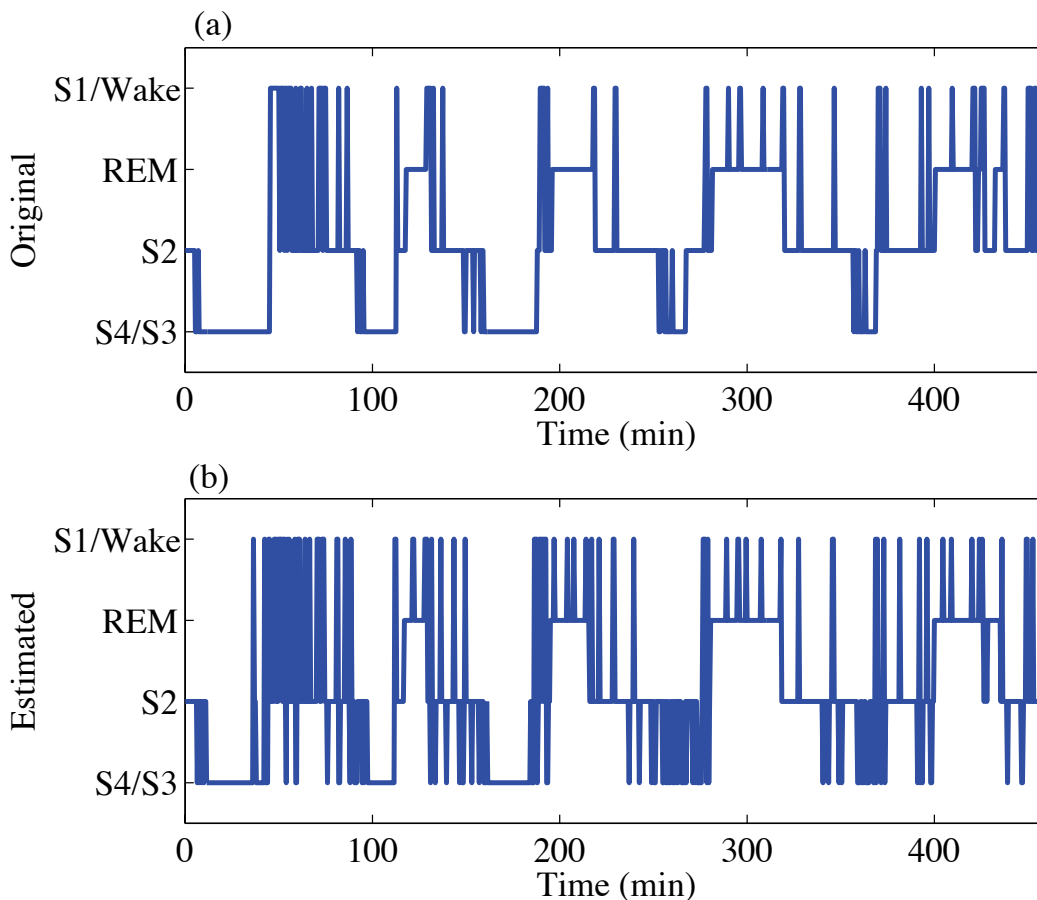 (a)
S1/Wake
REM
S2
S4/S3
Original
0 100 200 300 400
Time (min)
(b)
S1/Wake
REM
S2
S4/S3
Estimated
0 100 200 300 400
Time (min)